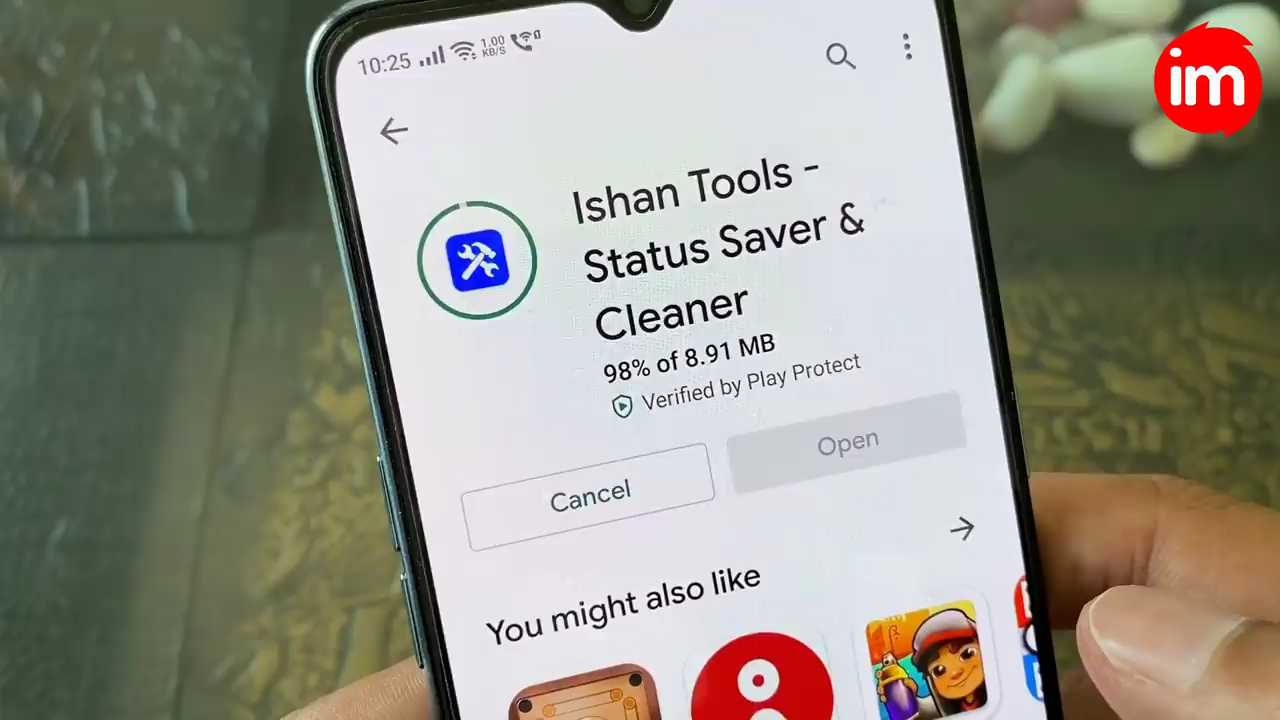 im
10:25
1.00
KB/S
Ishan Tools -
Status Saver &
Cleaner
98% of 8.91 MB
Verified by Play Protect
Cancel
Open
You might also like